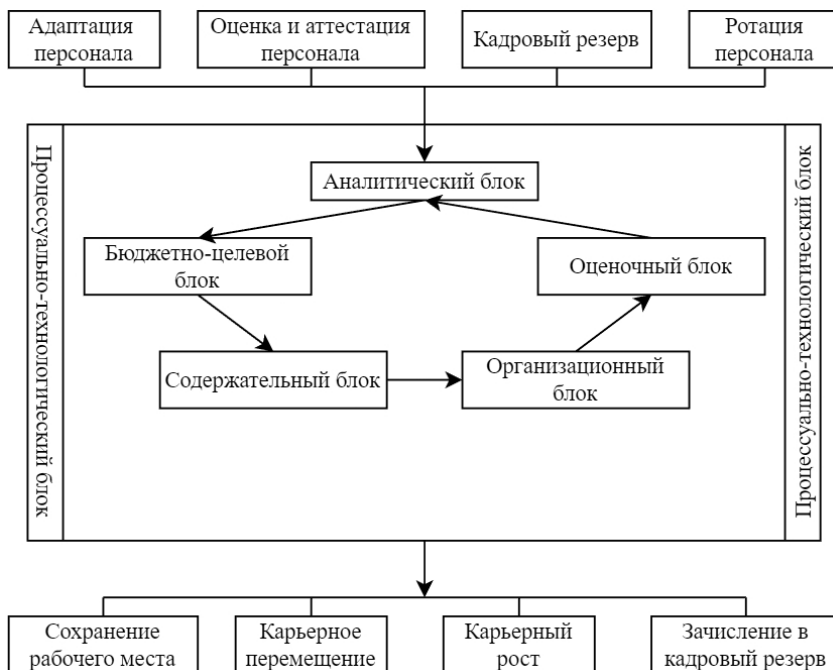 Адаптация
персонала
Оценка и аттестация
персонала
Кадровый резерв
Ротация
персонала
Процессуально-технологический блок
Процессуально-технологический блок
Аналитический блок
Бюджетно-целевой
блок
Оценочный блок
Содержательный блок
Организационный
блок
Сохранение
рабочего места
Карьерное
перемещение
Карьерный
рост
Зачисление в
кадровый резерв